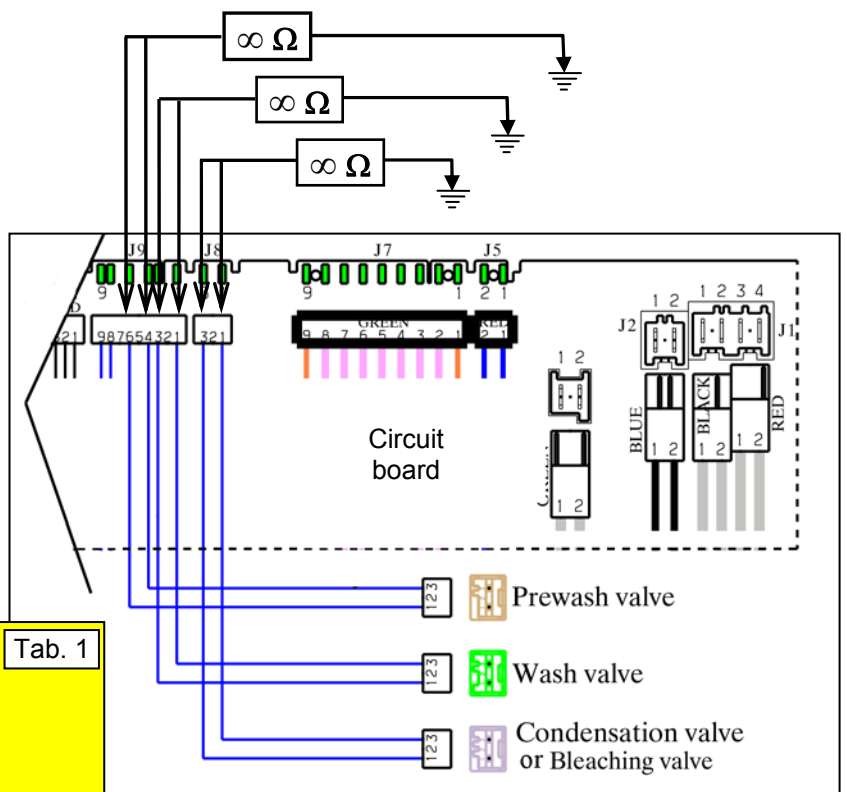 ∞ Ω
∞ Ω
∞ Ω
J9 J8 J7 J5
9 9 1 2 1
1 2
1 2 3 4
J2
J1
21
987654321
321
GREEN
9 8 7 6 5 4 3 2 1
RED
2 1
1 2
BLUE
BLACK
RED
1 2
1 2
1 2
1 2
Circuit
board
123
Prewash valve
Tab. 1
123
Wash valve
123
Condensation valve
or Bleaching valve